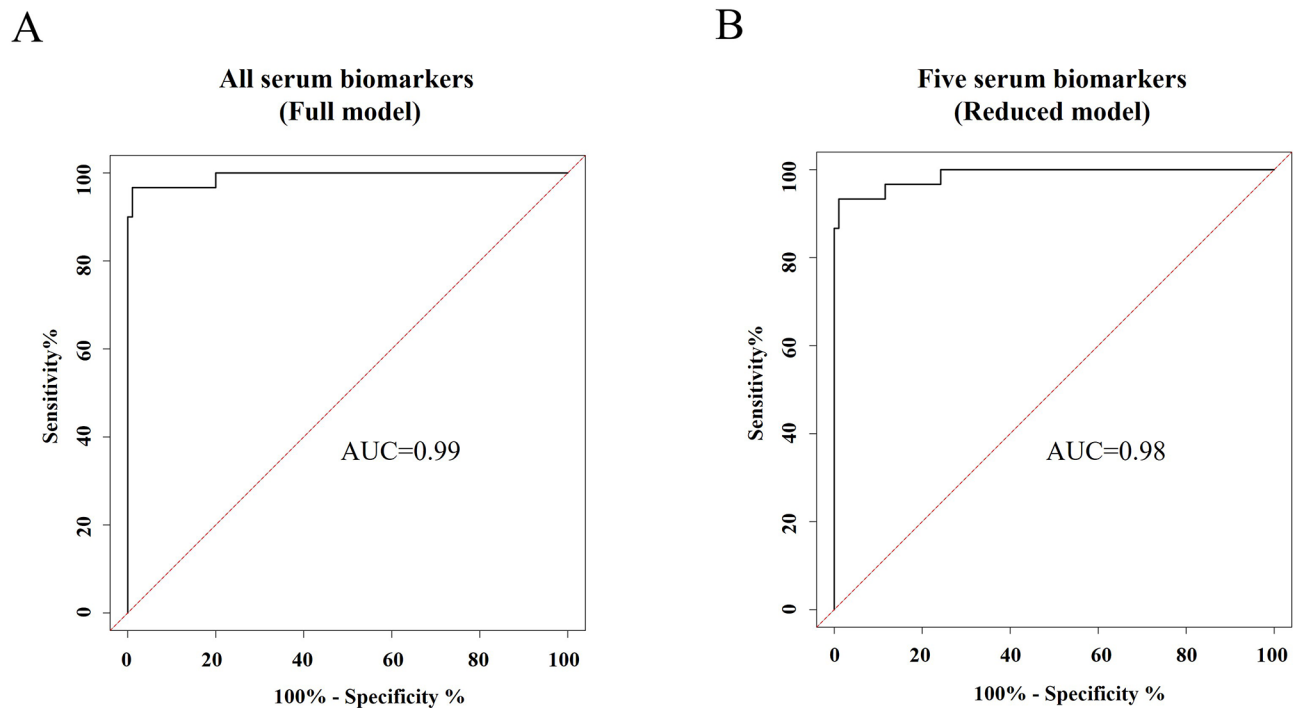 A
All serum biomarkers
(Full model)
100
80
60
40
20
0
Sensitivity%
AUC=0.99
0 20 40 60 80 100
100% - Specificity %
B
Five serum biomarkers
(Reduced model)
100
80
60
40
20
0
Sensitivity%
AUC=0.98
0 20 40 60 80 100
100% - Specificity %